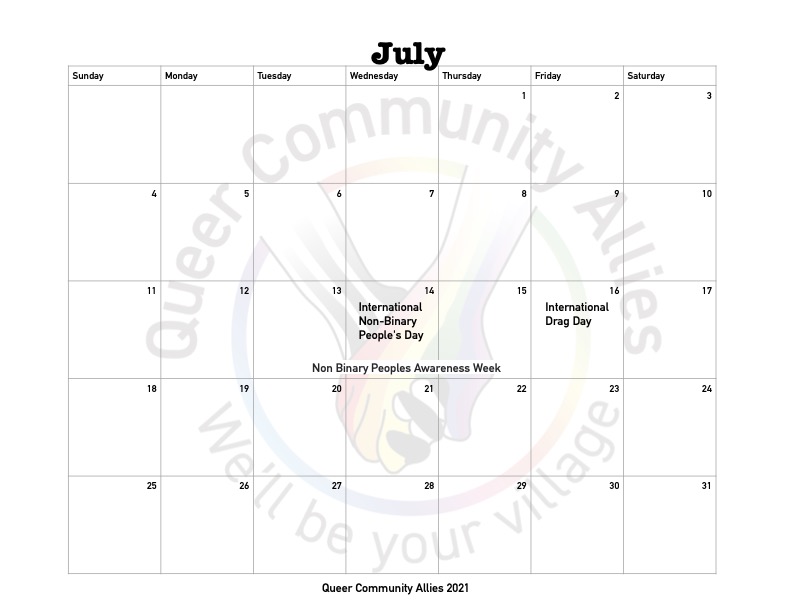 July
Sunday Monday Tuesday Wednesday Thursday Friday Saturday
1 2 3
4 5 6 7 8 9 10
11 12 13 14 15 16 17
International International
Non-Binary Drag Day
People's Day
Non Binary Peoples Awareness Week
18 19 20 21 22 23 24
25 26 27 28 29 30 31
Queer Community Allies
We'll be your village
Queer Community Allies 2021